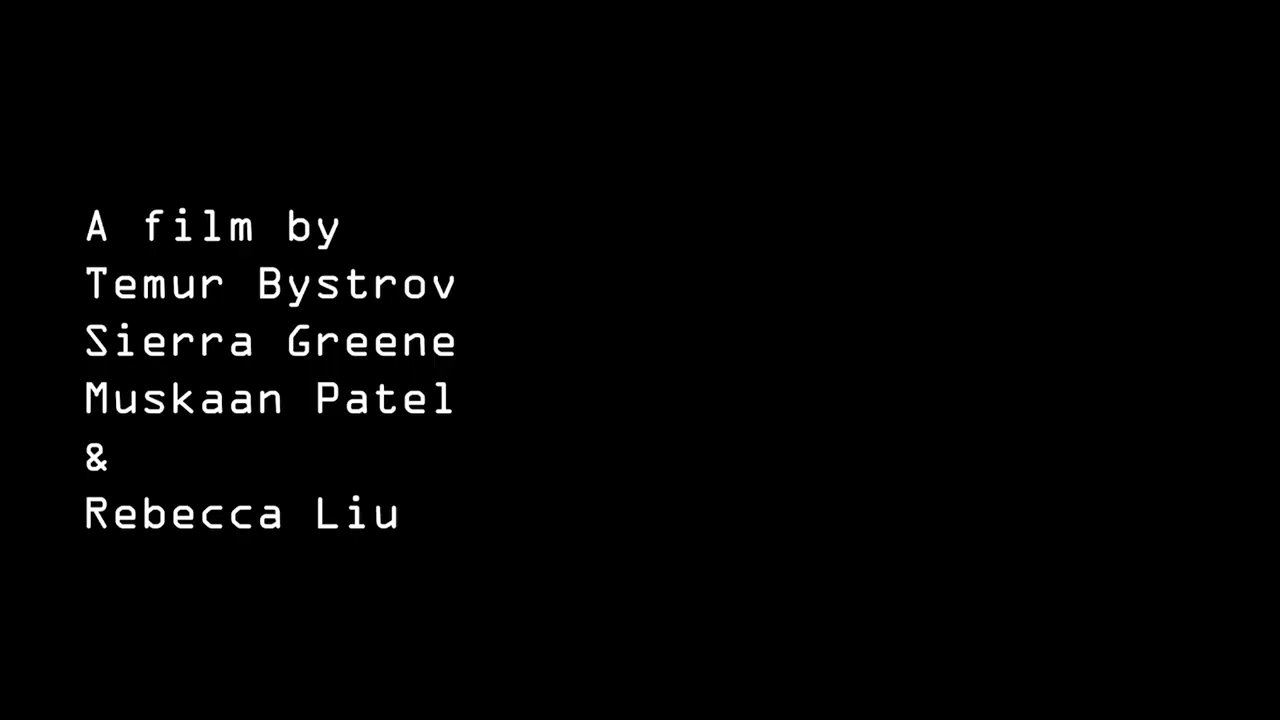 A film by
Temur Bystrov
Sierra Greene
Muskaan Patel
&
Rebecca Liu